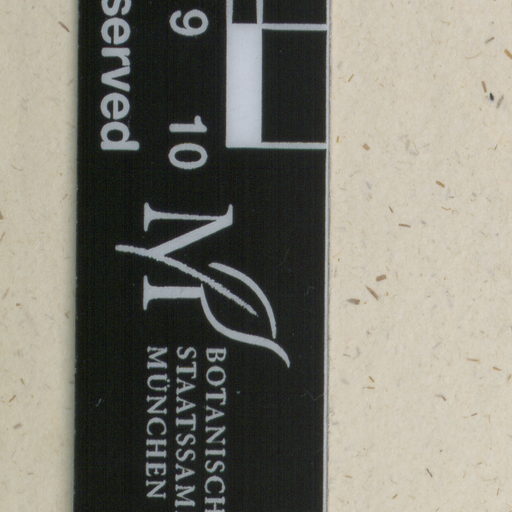 9 10
served
BOTANISCH
STAATSSAM
MÜNCHEN